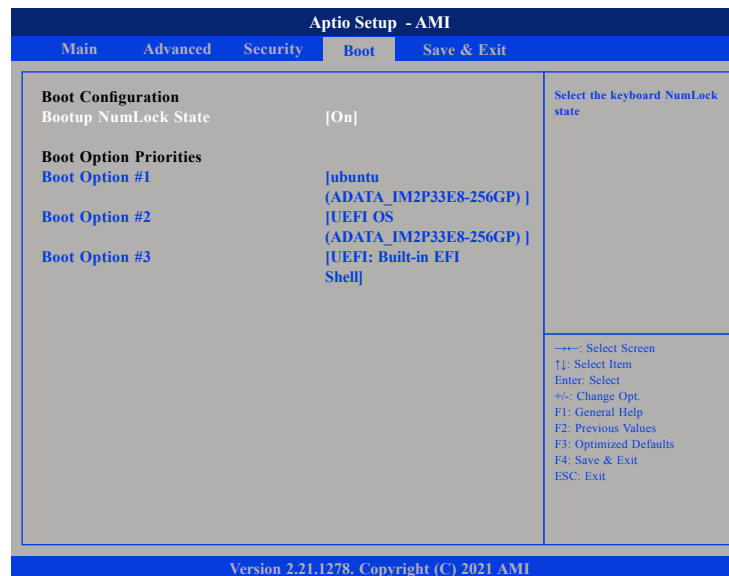 Aptio Setup - AMI
Main Advanced Security Boot Save & Exit
Boot Configuration
Bootup NumLock State [On]
Boot Option Priorities
Boot Option #1 [ubuntu
(ADATA_IM2P33E8-256GP) ]
Boot Option #2 [UEFI OS
(ADATA_IM2P33E8-256GP) ]
Boot Option #3 [UEFI: Built-in EFI
Shell]
Select the keyboard NumLock
state
→←: Select Screen
↑↓: Select Item
Enter: Select
+/-: Change Opt.
F1: General Help
F2: Previous Values
F3: Optimized Defaults
F4: Save & Exit
ESC: Exit
Version 2.21.1278. Copyright (C) 2021 AMI